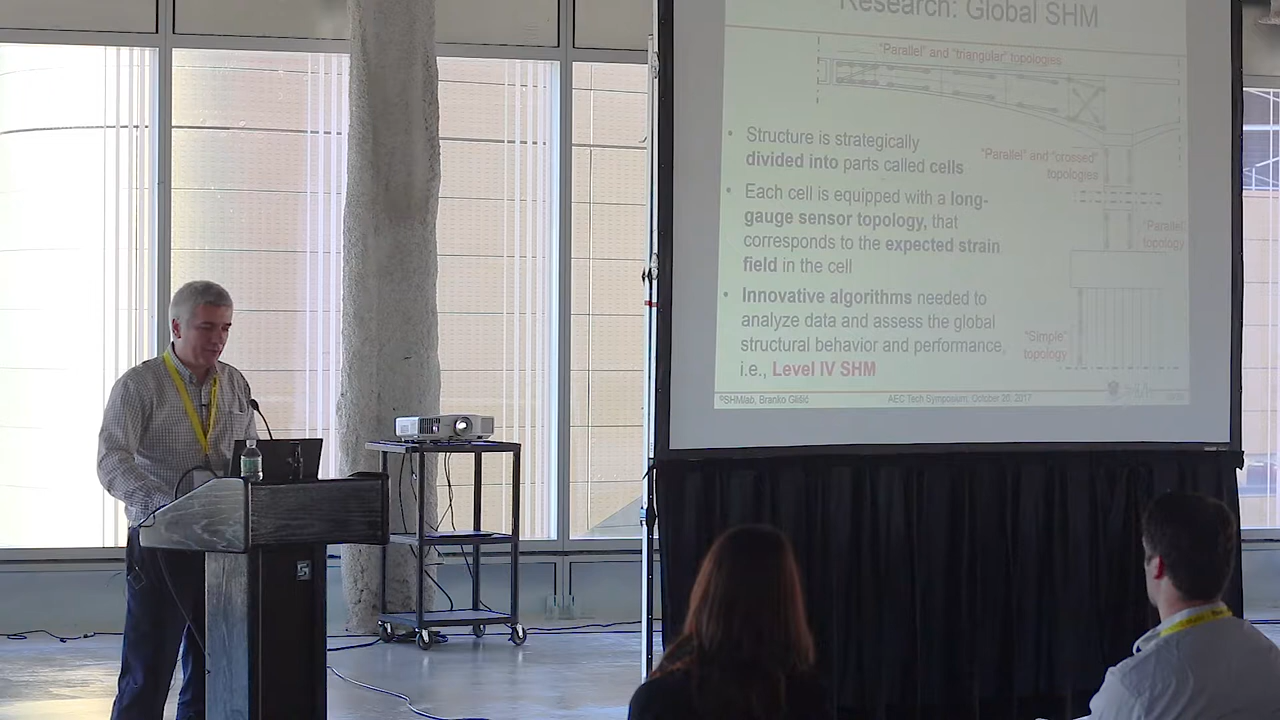 Research: Global SHM
"Parallel" and "triangular" topologies
• Structure is strategically
divided into parts called cells
"Parallel" and "crossed"
topologies
• Each cell is equipped with a long-
gauge sensor topology, that
corresponds to the expected strain
field in the cell
"Parallel"
topology
• Innovative algorithms needed to
analyze data and assess the global
structural behavior and performance,
i.e., Level IV SHM
"Simple"
topology
©SHMlab, Branko Glišić
AEC Tech Symposium, October 26, 2017